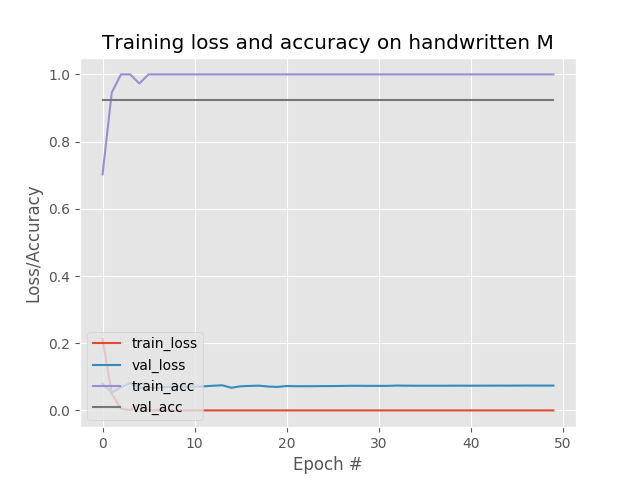 Training loss and accuracy on handwritten M
Loss/Accuracy
1.0
0.8
0.6
0.4
0.2
0.0
train_loss
val_loss
train_acc
val_acc
0 10 20 30 40 50
Epoch #